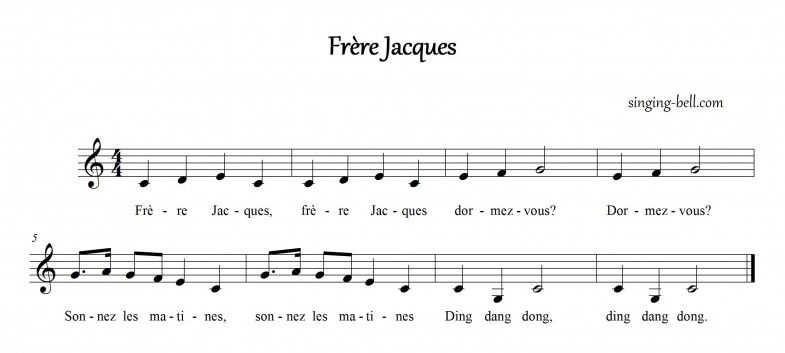 Frère Jacques
singing-bell.com
4
4
Frè - re Jac - ques, frè - re Jac - ques dor - mez - vous? Dor - mez - vous?
5
Son - nez les ma - ti - nes, son - nez les ma - ti - nes Ding dang dong, ding dang dong.